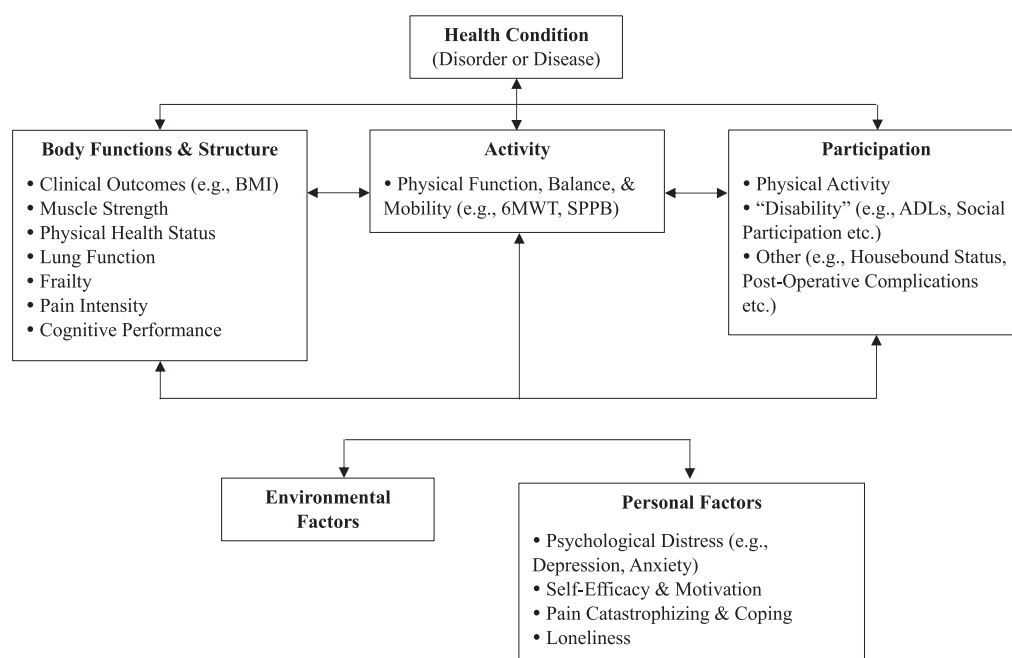 Health Condition
(Disorder or Disease)
Body Functions & Structure
• Clinical Outcomes (e.g., BMI)
• Muscle Strength
• Physical Health Status
• Lung Function
• Frailty
• Pain Intensity
• Cognitive Performance
Activity
• Physical Function, Balance, &
Mobility (e.g., 6MWT, SPPB)
Participation
• Physical Activity
• “Disability” (e.g., ADLs, Social
Participation etc.)
• Other (e.g., Housebound Status,
Post-Operative Complications
etc.)
Environmental
Factors
Personal Factors
• Psychological Distress (e.g.,
Depression, Anxiety)
• Self-Efficacy & Motivation
• Pain Catastrophizing & Coping
• Loneliness